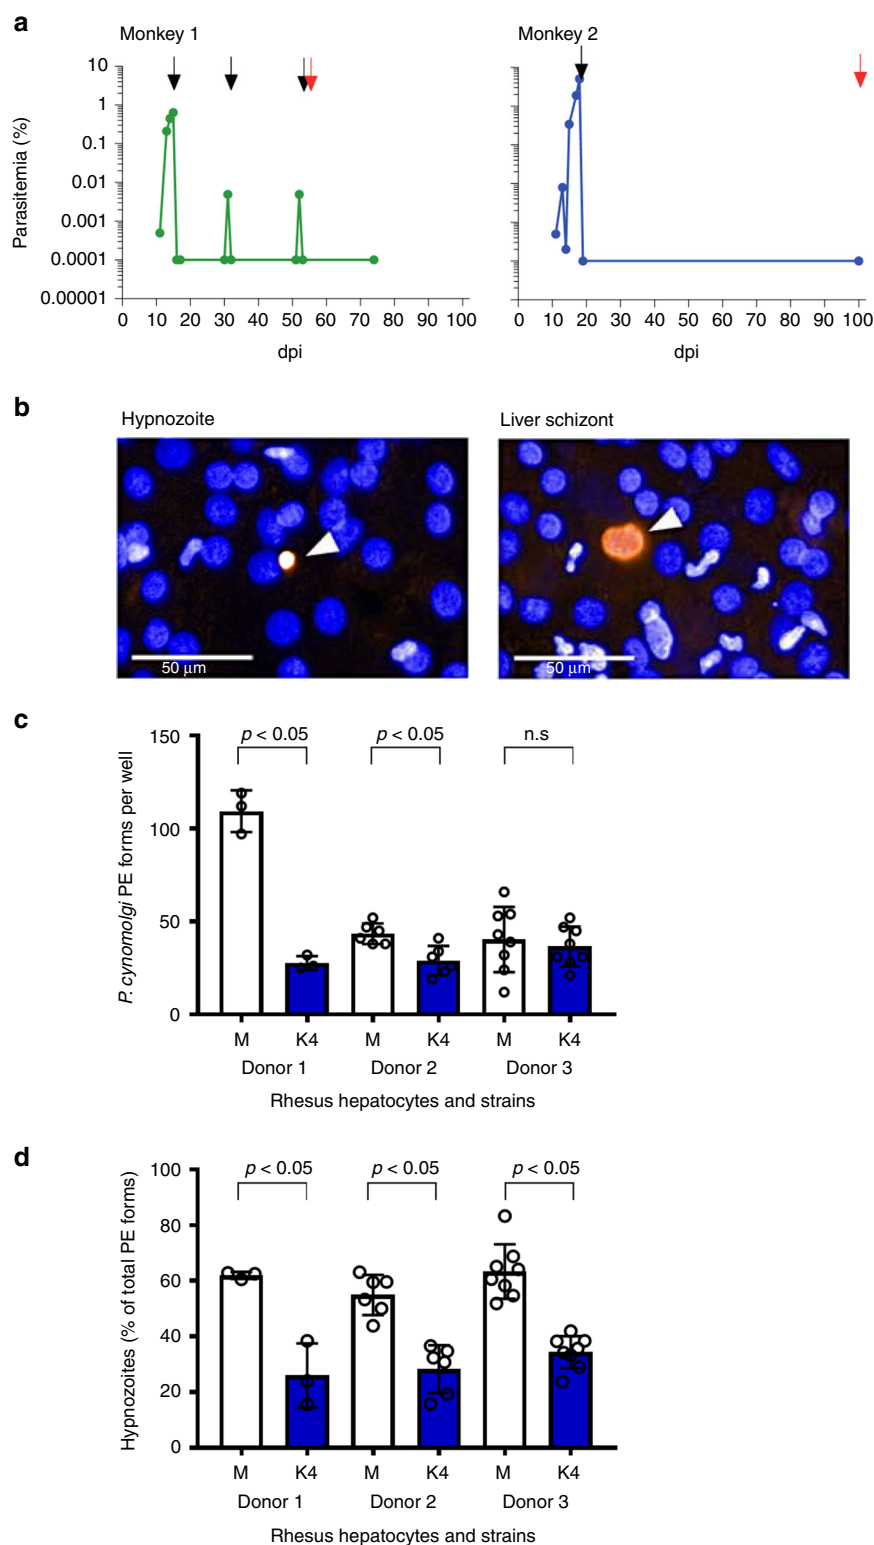 a
Monkey 1
Monkey 2
Parasitemia (%)
10
1
0.1
0.01
0.001
0.0001
0.00001
0 10 20 30 40 50 60 70 80 90 100
0 10 20 30 40 50 60 70 80 90 100
dpi
dpi
b
Hypnozoite
Liver schizont
50 μm
50 μm
c
P. cynomolgi PE forms per well
150
100
50
0
p < 0.05
p < 0.05
n.s
M K4 M K4 M K4
Donor 1 Donor 2 Donor 3
Rhesus hepatocytes and strains
d
Hypnozoites (% of total PE forms)
100
80
60
40
20
0
p < 0.05
p < 0.05
p < 0.05
M K4 M K4 M K4
Donor 1 Donor 2 Donor 3
Rhesus hepatocytes and strains